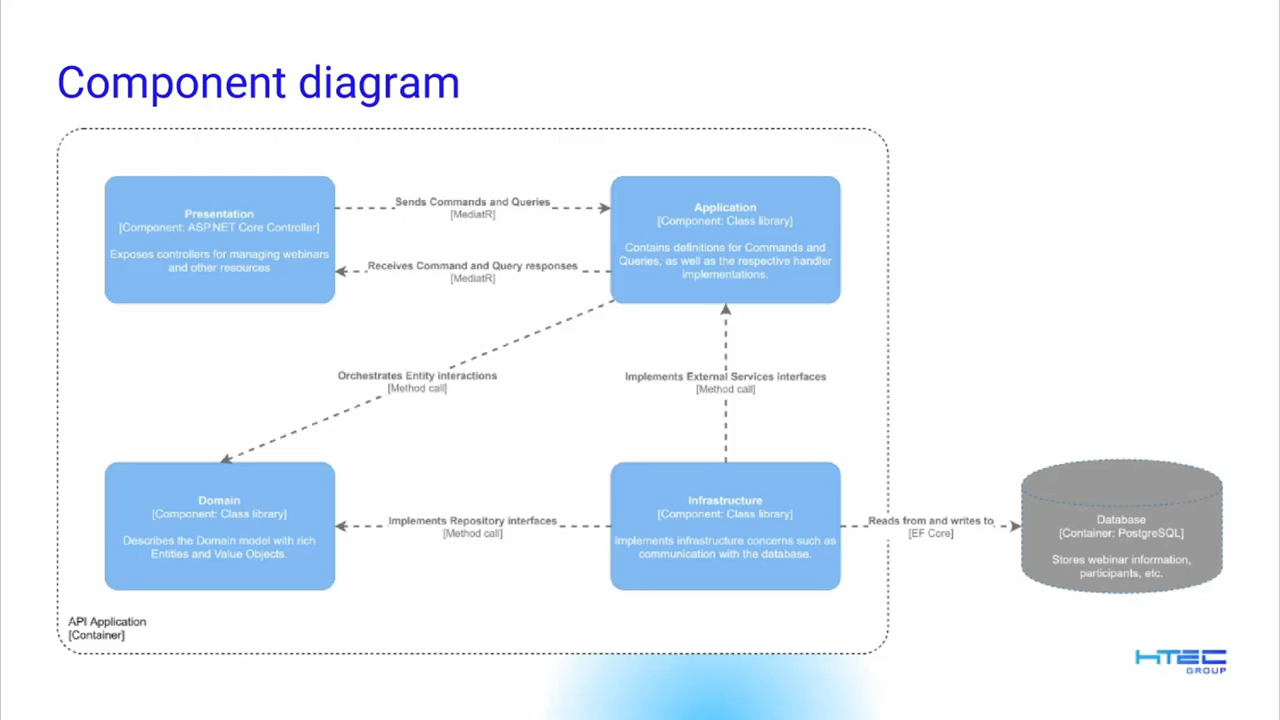 Component diagram
Presentation
[Component: ASP.NET Core Controller]
Exposes controllers for managing webinars
and other resources
Sends Commands and Queries
[MediatR]
Receives Command and Query responses
[MediatR]
Application
[Component: Class library]
Contains definitions for Commands and
Queries, as well as the respective handler
implementations.
Orchestrates Entity interactions
[Method call]
Implements External Services interfaces
[Method call]
Domain
[Component: Class library]
Describes the Domain model with rich
Entities and Value Objects.
Implements Repository interfaces
[Method call]
Infrastructure
[Component: Class library]
Implements infrastructure concerns such as
communication with the database.
Reads from and writes to
[EF Core]
Database
[Container: PostgreSQL]
Stores webinar information,
participants, etc.
API Application
[Container]
HTEC
GROUP